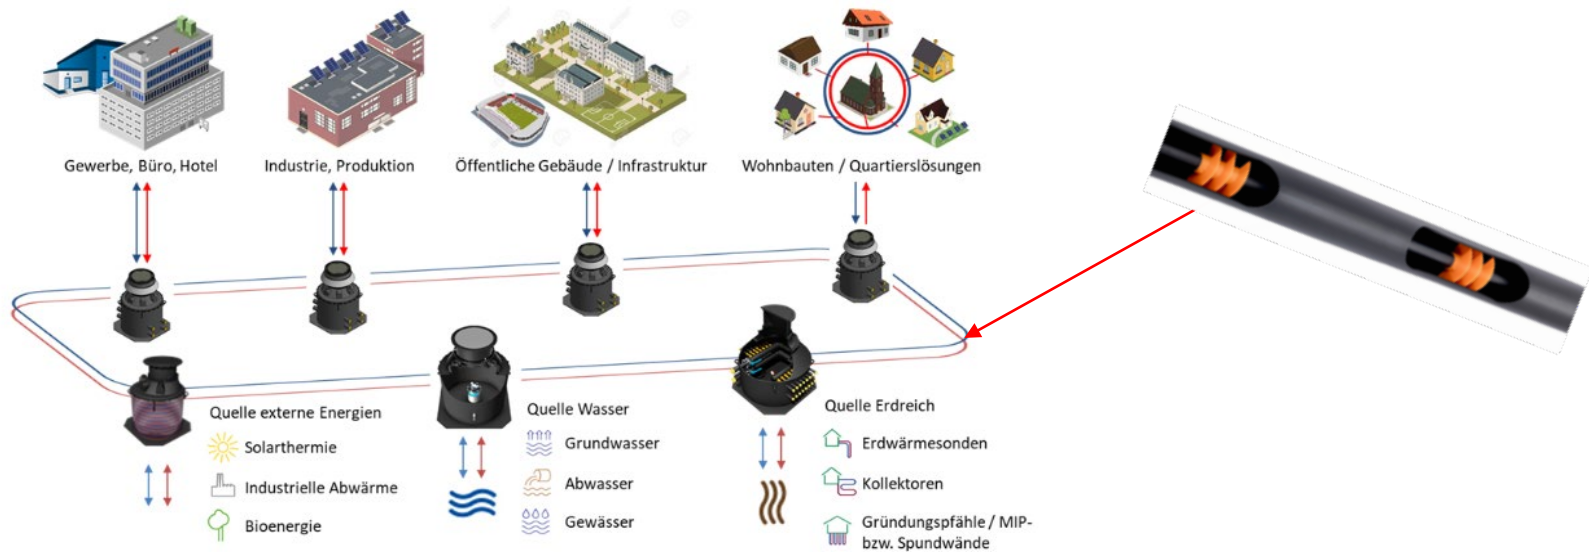 Gewerbe, Büro, Hotel
Industrie, Produktion
Öffentliche Gebäude / Infrastruktur
Wohnbauten / Quartierslösungen
Quelle externe Energien
Solarthermie
Industrielle Abwärme
Bioenergie
Quelle Wasser
Grundwasser
Abwasser
Gewässer
Quelle Erdreich
Erdwärmesonden
Kollektoren
Gründungspfähle / MIP-
bzw. Spundwände